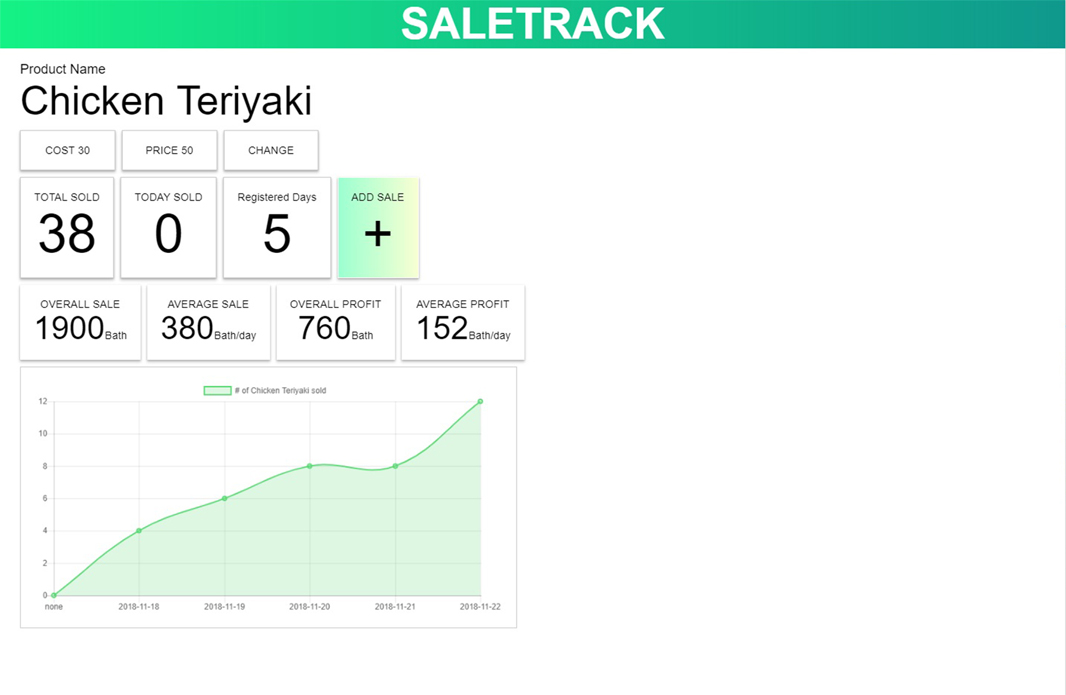 SALETRACK
Product Name
Chicken Teriyaki
COST 30 PRICE 50 CHANGE
TOTAL SOLD TODAY SOLD Registered Days ADD SALE
38 0 5 +
OVERALL SALE AVERAGE SALE OVERALL PROFIT AVERAGE PROFIT
1900Bath 380Bath/day 760Bath 152Bath/day
# of Chicken Teriyaki sold
12
10
8
6
4
2
0
none 2018-11-18 2018-11-19 2018-11-20 2018-11-21 2018-11-22